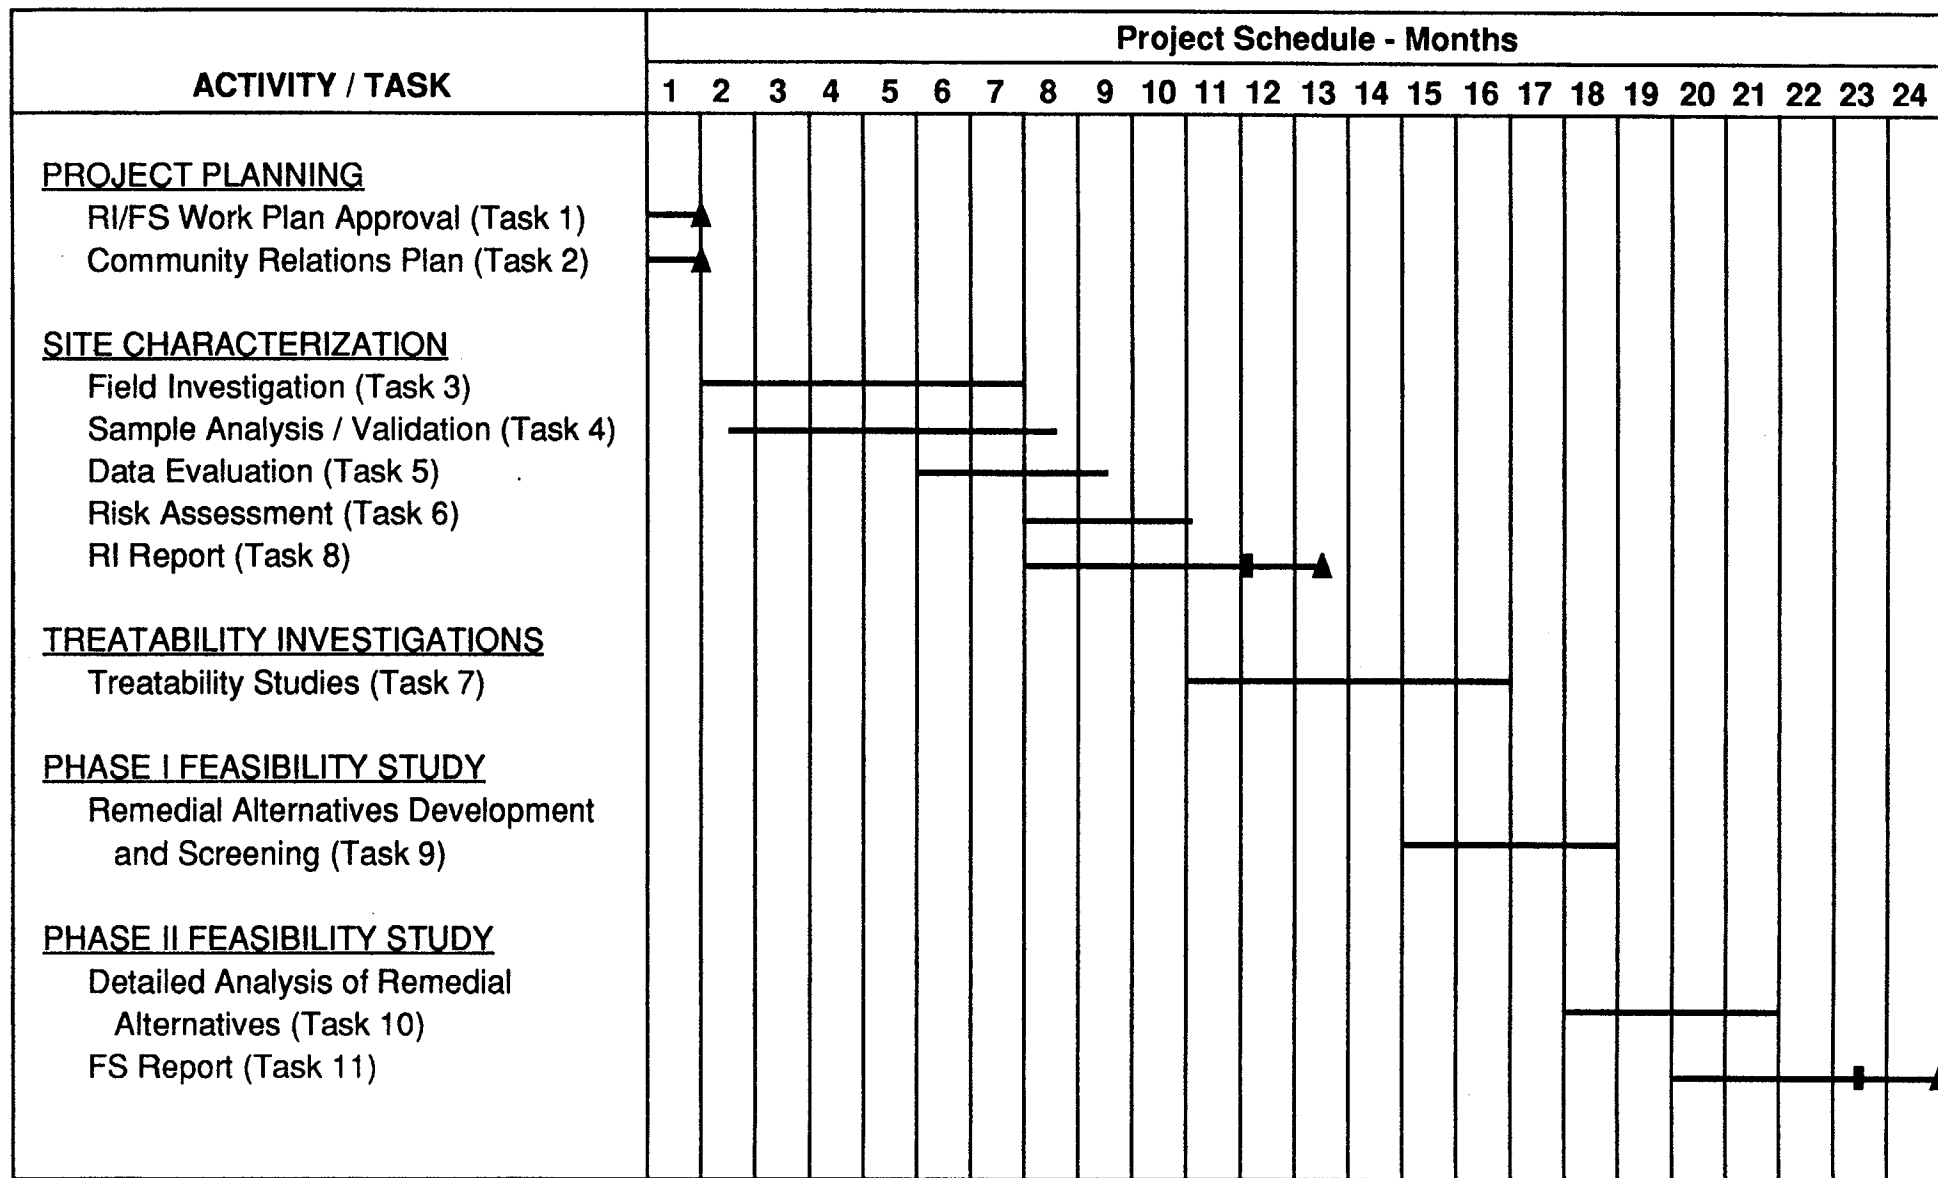 Project Schedule - Months
ACTIVITY / TASK
1 2 3 4 5 6 7 8 9 10 11 12 13 14 15 16 17 18 19 20 21 22 23 24
PROJECT PLANNING
RI/FS Work Plan Approval (Task 1)
Community Relations Plan (Task 2)
SITE CHARACTERIZATION
Field Investigation (Task 3)
Sample Analysis / Validation (Task 4)
Data Evaluation (Task 5)
Risk Assessment (Task 6)
RI Report (Task 8)
TREATABILITY INVESTIGATIONS
Treatability Studies (Task 7)
PHASE I FEASIBILITY STUDY
Remedial Alternatives Development
and Screening (Task 9)
PHASE II FEASIBILITY STUDY
Detailed Analysis of Remedial
Alternatives (Task 10)
FS Report (Task 11)